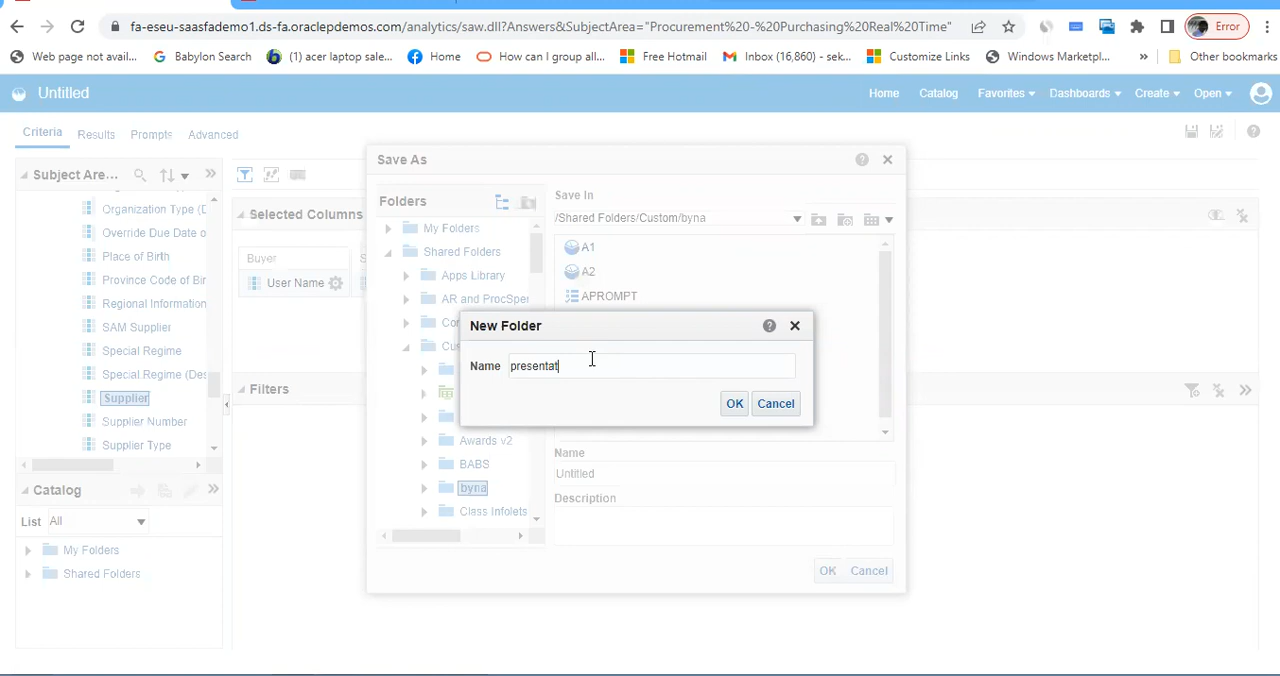 fa-eseu-saasfademo1.ds-fa.oraclepdemos.com/analytics/saw.dll?Answers&SubjectArea="Procurement%20-%20Purchasing%20Real%20Time"
Error
Web page not avai...
Babylon Search
(1) acer laptop sale...
Home
How can I group all...
Free Hotmail
Inbox (16,860) - sek...
Customize Links
Windows Marketpl...
»
Other bookmarks
Untitled
Home
Catalog
Favorites
Dashboards
Create
Open
Criteria
Results
Prompts
Advanced
Subject Are...
Organization Type (D
Override Due Date o
Place of Birth
Province Code of Bir
Regional Information
SAM Supplier
Special Regime
Special Regime (Des
Supplier
Supplier Number
Supplier Type
Catalog
List All
My Folders
Shared Folders
Selected Columns
Buyer
S
User Name
Filters
Save As
Folders
My Folders
Shared Folders
Apps Library
AR and ProcSper
Co
Cu
Awards v2
BABS
byna
Class Infolets
Save In
/Shared Folders/Custom/byna
A1
A2
APROMPT
New Folder
Name presentat
OK
Cancel
Name
Untitled
Description
OK
Cancel